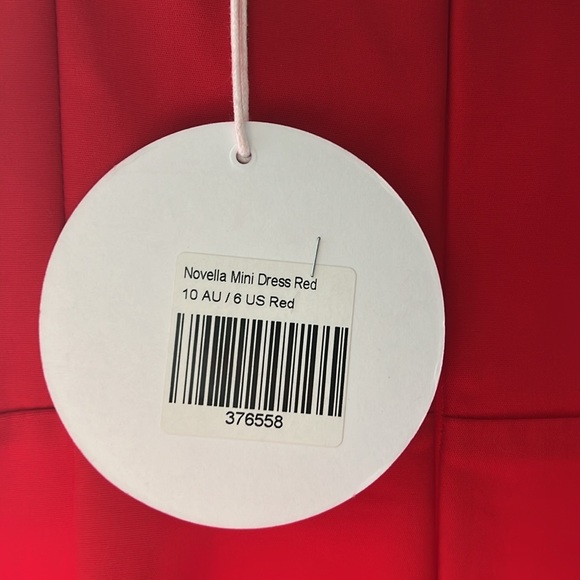 Novella Mini Dress Red
10 AU / 6 US Red
376558